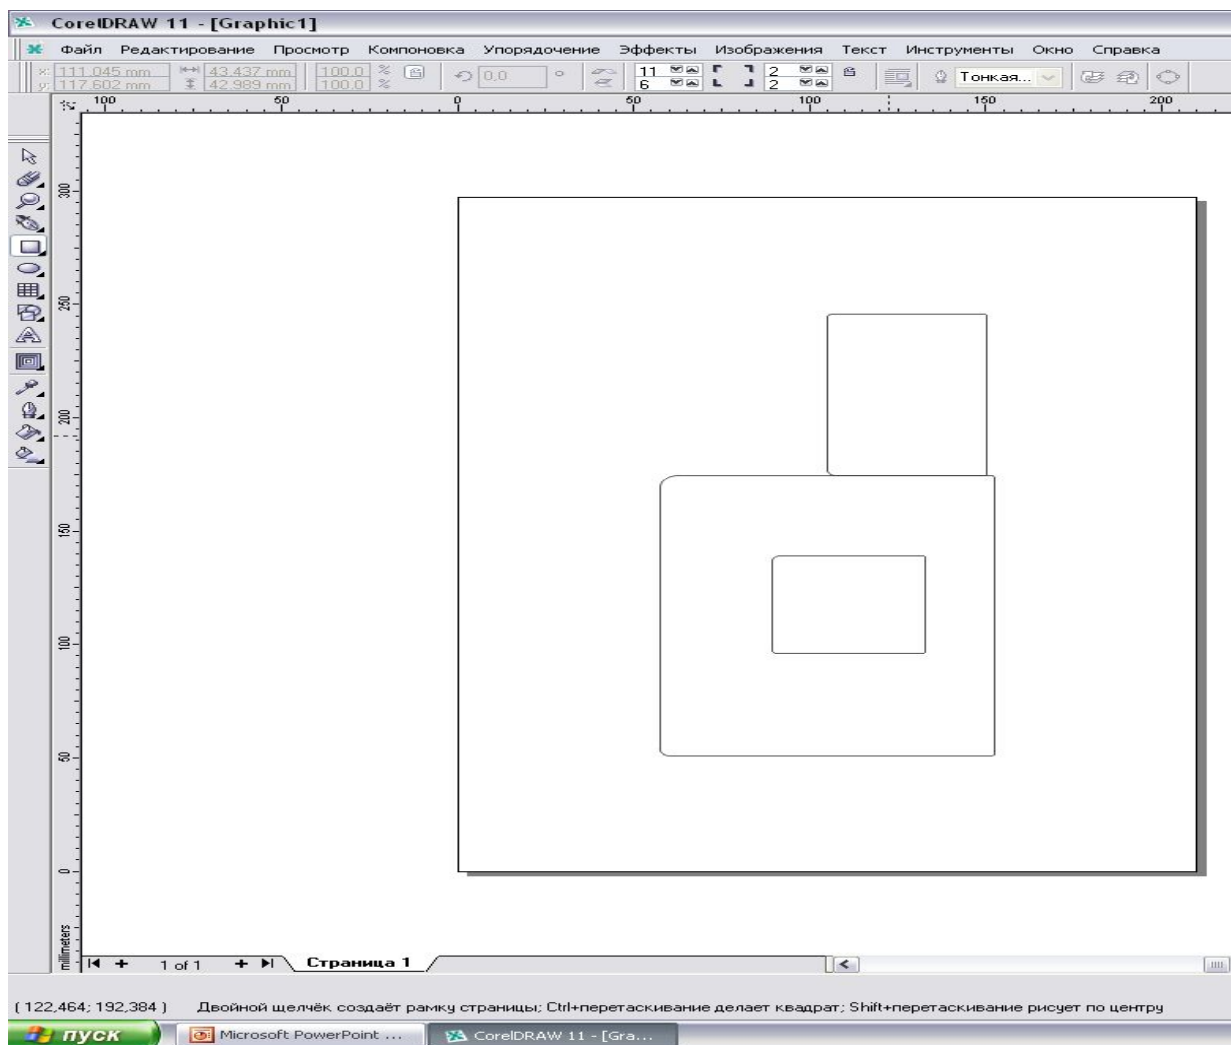 CorelDRAW 11 - [Graphic1]
Файл Редактирование Просмотр Компоновка Упорядочение Эффекты Изображения Текст Инструменты Окно Справка
x: 111.045 mm 43.437 mm 100.0 % 0,0 ° 11 2 Тонкая...
y: 117.602 mm 42.989 mm 100.0 % 6 2
100 50 0 50 100 150 200
300
250
200
150
100
50
0
millimeters
1 of 1 Страница 1
( 122,464; 192,384 ) Двойной щелчёк создаёт рамку страницы; Ctrl+перетаскивание делает квадрат; Shift+перетаскивание рисует по центру
пуск Microsoft PowerPoint ... CorelDRAW 11 - [Gra...